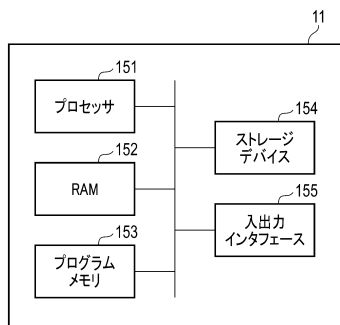 11
151
プロセッサ
152
RAM
153
プログラム
メモリ
154
ストレージ
デバイス
155
入出力
インタフェース